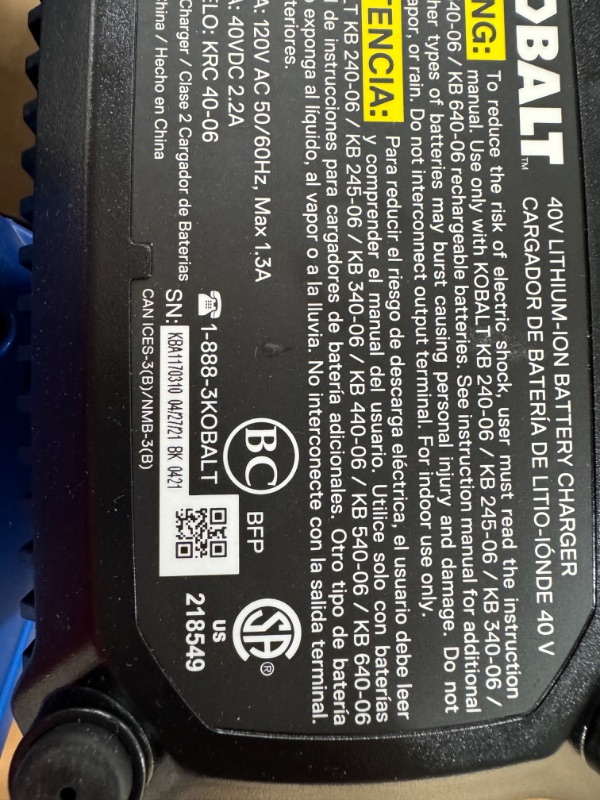 OBALT™
40V LITHIUM-ION BATTERY CHARGER
CARGADOR DE BATERÍA DE LITIO-IÓNDE 40 V
NG: To reduce the risk of electric shock, user must read the instruction
manual. Use only with KOBALT KB 240-06 / KB 245-06 / KB 340-06 /
40-06 / KB 640-06 rechargeable batteries. See instruction manual for additional
her types of batteries may burst causing personal injury and damage. Do not
apor, or rain. Do not interconnect output terminal. For indoor use only.
TENCIA: Para reducir el riesgo de descarga eléctrica, el usuario debe leer
y comprender el manual del usuario. Utilice solo con baterías
LT KB 240-06 / KB 245-06 / KB 340-06 / KB 440-06 / KB 540-06 / KB 640-06
l de instrucciones para cargadores de batería adicionales. Otro tipo de batería
o exponga al líquido, al vapor o a la lluvia. No interconecte con la salida terminal.
teriores.
A: 120V AC 50/60Hz, Max 1.3A
A: 40VDC 2.2A
ELO: KRC 40-06
Charger / Clase 2 Cargador de Baterías
hina / Hecho en China
BC BFP
SA®
US
218549
1-888-3KOBALT
SN: KBA1170310 04/27/21 BK 0421
CAN ICES-3(B)/NMB-3(B)